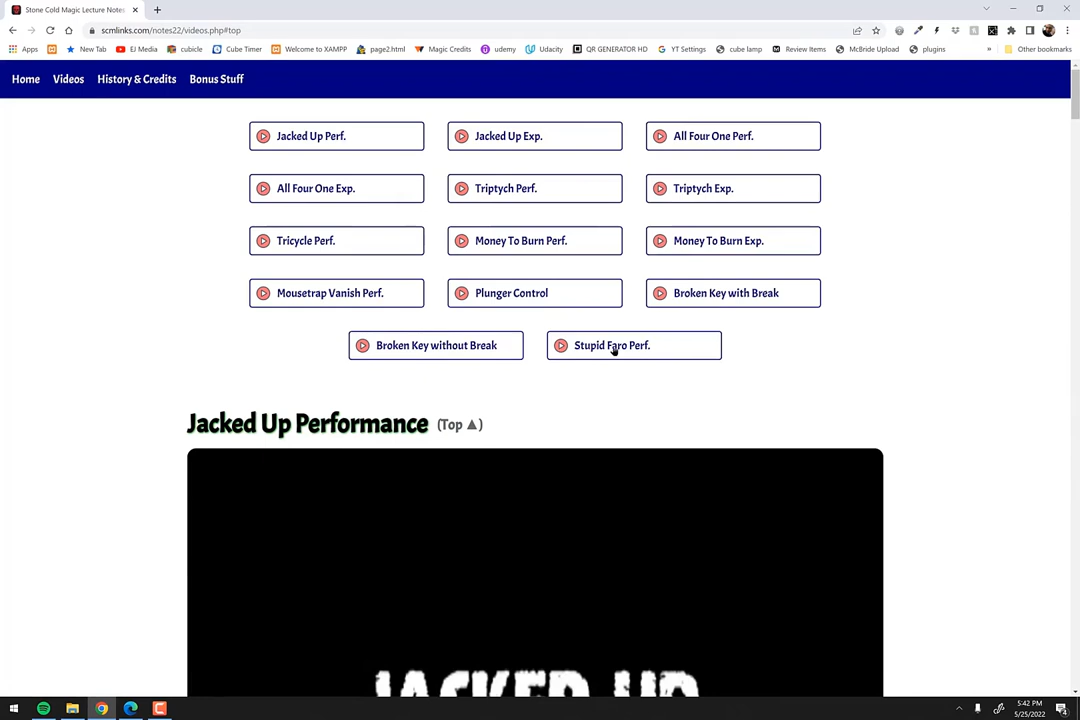 Stone Cold Magic Lecture Notes
scmlinks.com/notes22/videos.php#top
Apps New Tab EJ Media cubicle Cube Timer Welcome to XAMPP page2.html Magic Credits udemy Udacity QR GENERATOR HD YT Settings cube lamp Review Items McBride Upload plugins » Other bookmarks
Home Videos History & Credits Bonus Stuff
Jacked Up Perf. Jacked Up Exp. All Four One Perf.
All Four One Exp. Triptych Perf. Triptych Exp.
Tricycle Perf. Money To Burn Perf. Money To Burn Exp.
Mousetrap Vanish Perf. Plunger Control Broken Key with Break
Broken Key without Break Stupid Faro Perf.
Jacked Up Performance (Top ▲)
JACKED UP
5:42 PM
5/25/2022
4